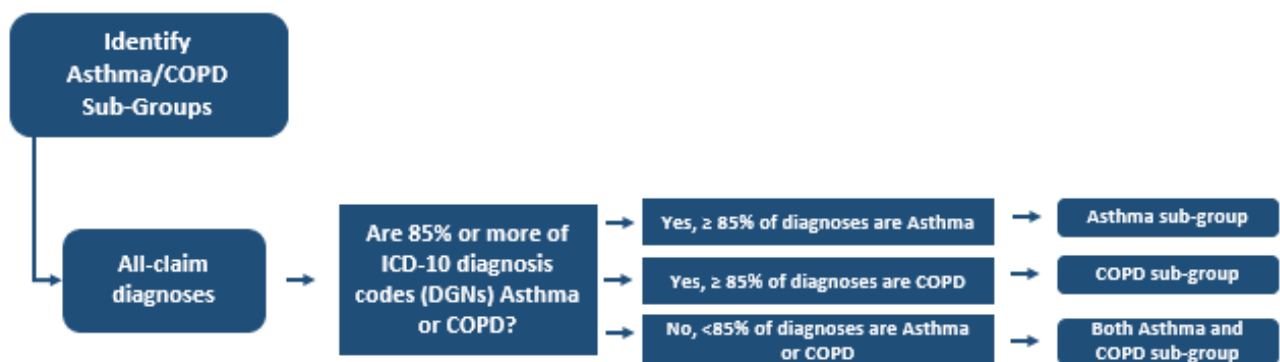 Identify
Asthma/COPD
Sub-Groups
All-claim
diagnoses
Are 85% or more of
ICD-10 diagnosis
codes (DGNs) Asthma
or COPD?
Yes, ≥ 85% of diagnoses are Asthma
Asthma sub-group
Yes, ≥ 85% of diagnoses are COPD
COPD sub-group
No, <85% of diagnoses are Asthma
or COPD
Both Asthma and
COPD sub-group